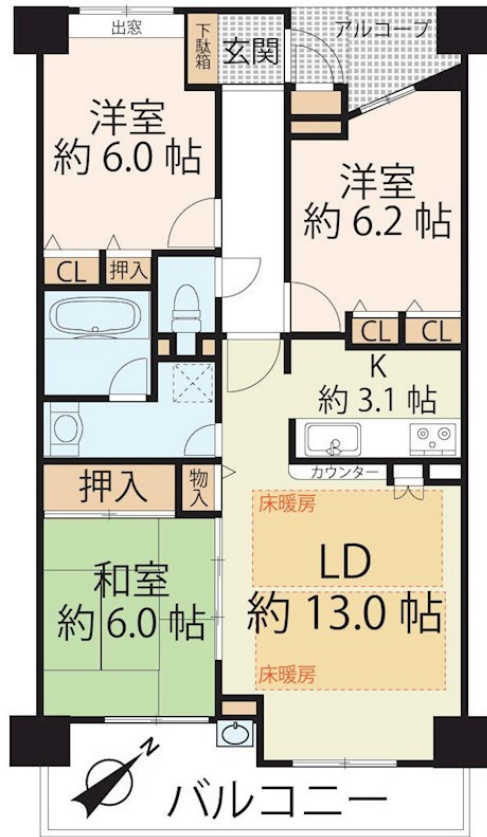 出窓
下駄箱
玄関
アルコープ
洋室
約 6.0 帖
洋室
約 6.2 帖
CL
押入
CL
CL
K
約 3.1 帖
カウンター
押入
物入
床暖房
LD
約 13.0 帖
床暖房
和室
約 6.0 帖
N
バルコニー